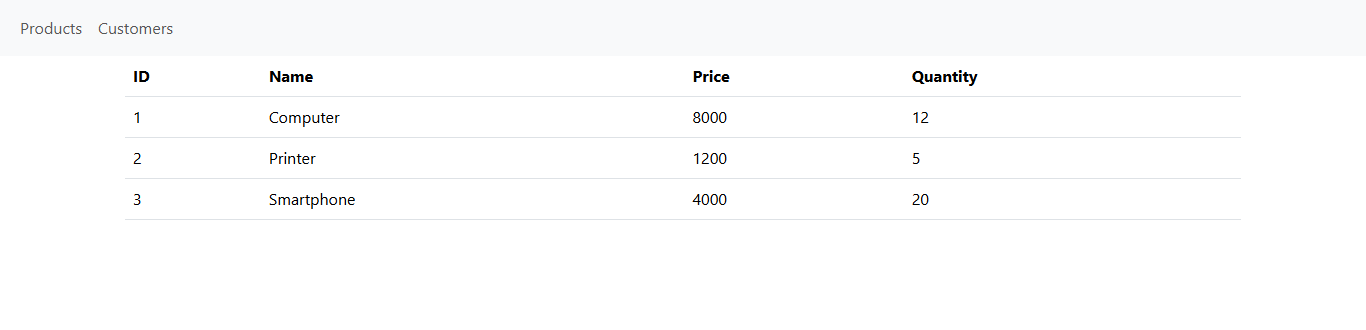 Products Customers
ID Name Price Quantity
1 Computer 8000 12
2 Printer 1200 5
3 Smartphone 4000 20